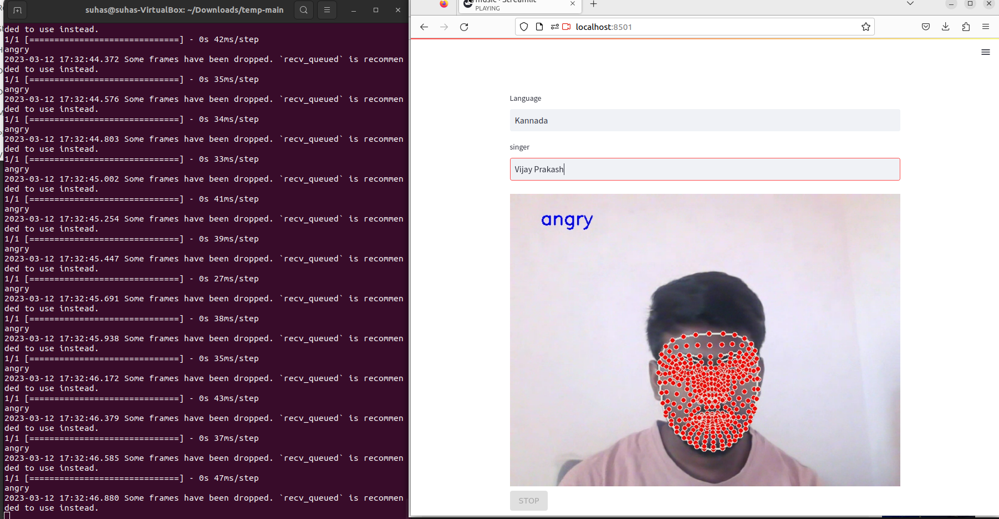 suhas@suhas-VirtualBox: ~/Downloads/temp-main
ded to use instead.
1/1 [==============================] - 0s 42ms/step
angry
2023-03-12 17:32:44.372 Some frames have been dropped. `recv_queued` is recommen
ded to use instead.
1/1 [==============================] - 0s 35ms/step
angry
2023-03-12 17:32:44.576 Some frames have been dropped. `recv_queued` is recommen
ded to use instead.
1/1 [==============================] - 0s 34ms/step
angry
2023-03-12 17:32:44.803 Some frames have been dropped. `recv_queued` is recommen
ded to use instead.
1/1 [==============================] - 0s 33ms/step
angry
2023-03-12 17:32:45.002 Some frames have been dropped. `recv_queued` is recommen
ded to use instead.
1/1 [==============================] - 0s 41ms/step
angry
2023-03-12 17:32:45.254 Some frames have been dropped. `recv_queued` is recommen
ded to use instead.
1/1 [==============================] - 0s 39ms/step
angry
2023-03-12 17:32:45.447 Some frames have been dropped. `recv_queued` is recommen
ded to use instead.
1/1 [==============================] - 0s 27ms/step
angry
2023-03-12 17:32:45.691 Some frames have been dropped. `recv_queued` is recommen
ded to use instead.
1/1 [==============================] - 0s 38ms/step
angry
2023-03-12 17:32:45.938 Some frames have been dropped. `recv_queued` is recommen
ded to use instead.
1/1 [==============================] - 0s 35ms/step
angry
2023-03-12 17:32:46.172 Some frames have been dropped. `recv_queued` is recommen
ded to use instead.
1/1 [==============================] - 0s 43ms/step
angry
2023-03-12 17:32:46.379 Some frames have been dropped. `recv_queued` is recommen
ded to use instead.
1/1 [==============================] - 0s 37ms/step
angry
2023-03-12 17:32:46.585 Some frames have been dropped. `recv_queued` is recommen
ded to use instead.
1/1 [==============================] - 0s 47ms/step
angry
2023-03-12 17:32:46.880 Some frames have been dropped. `recv_queued` is recommen
ded to use instead.
music · Streamlit
PLAYING
localhost:8501
Language
Kannada
singer
Vijay Prakash
angry
STOP